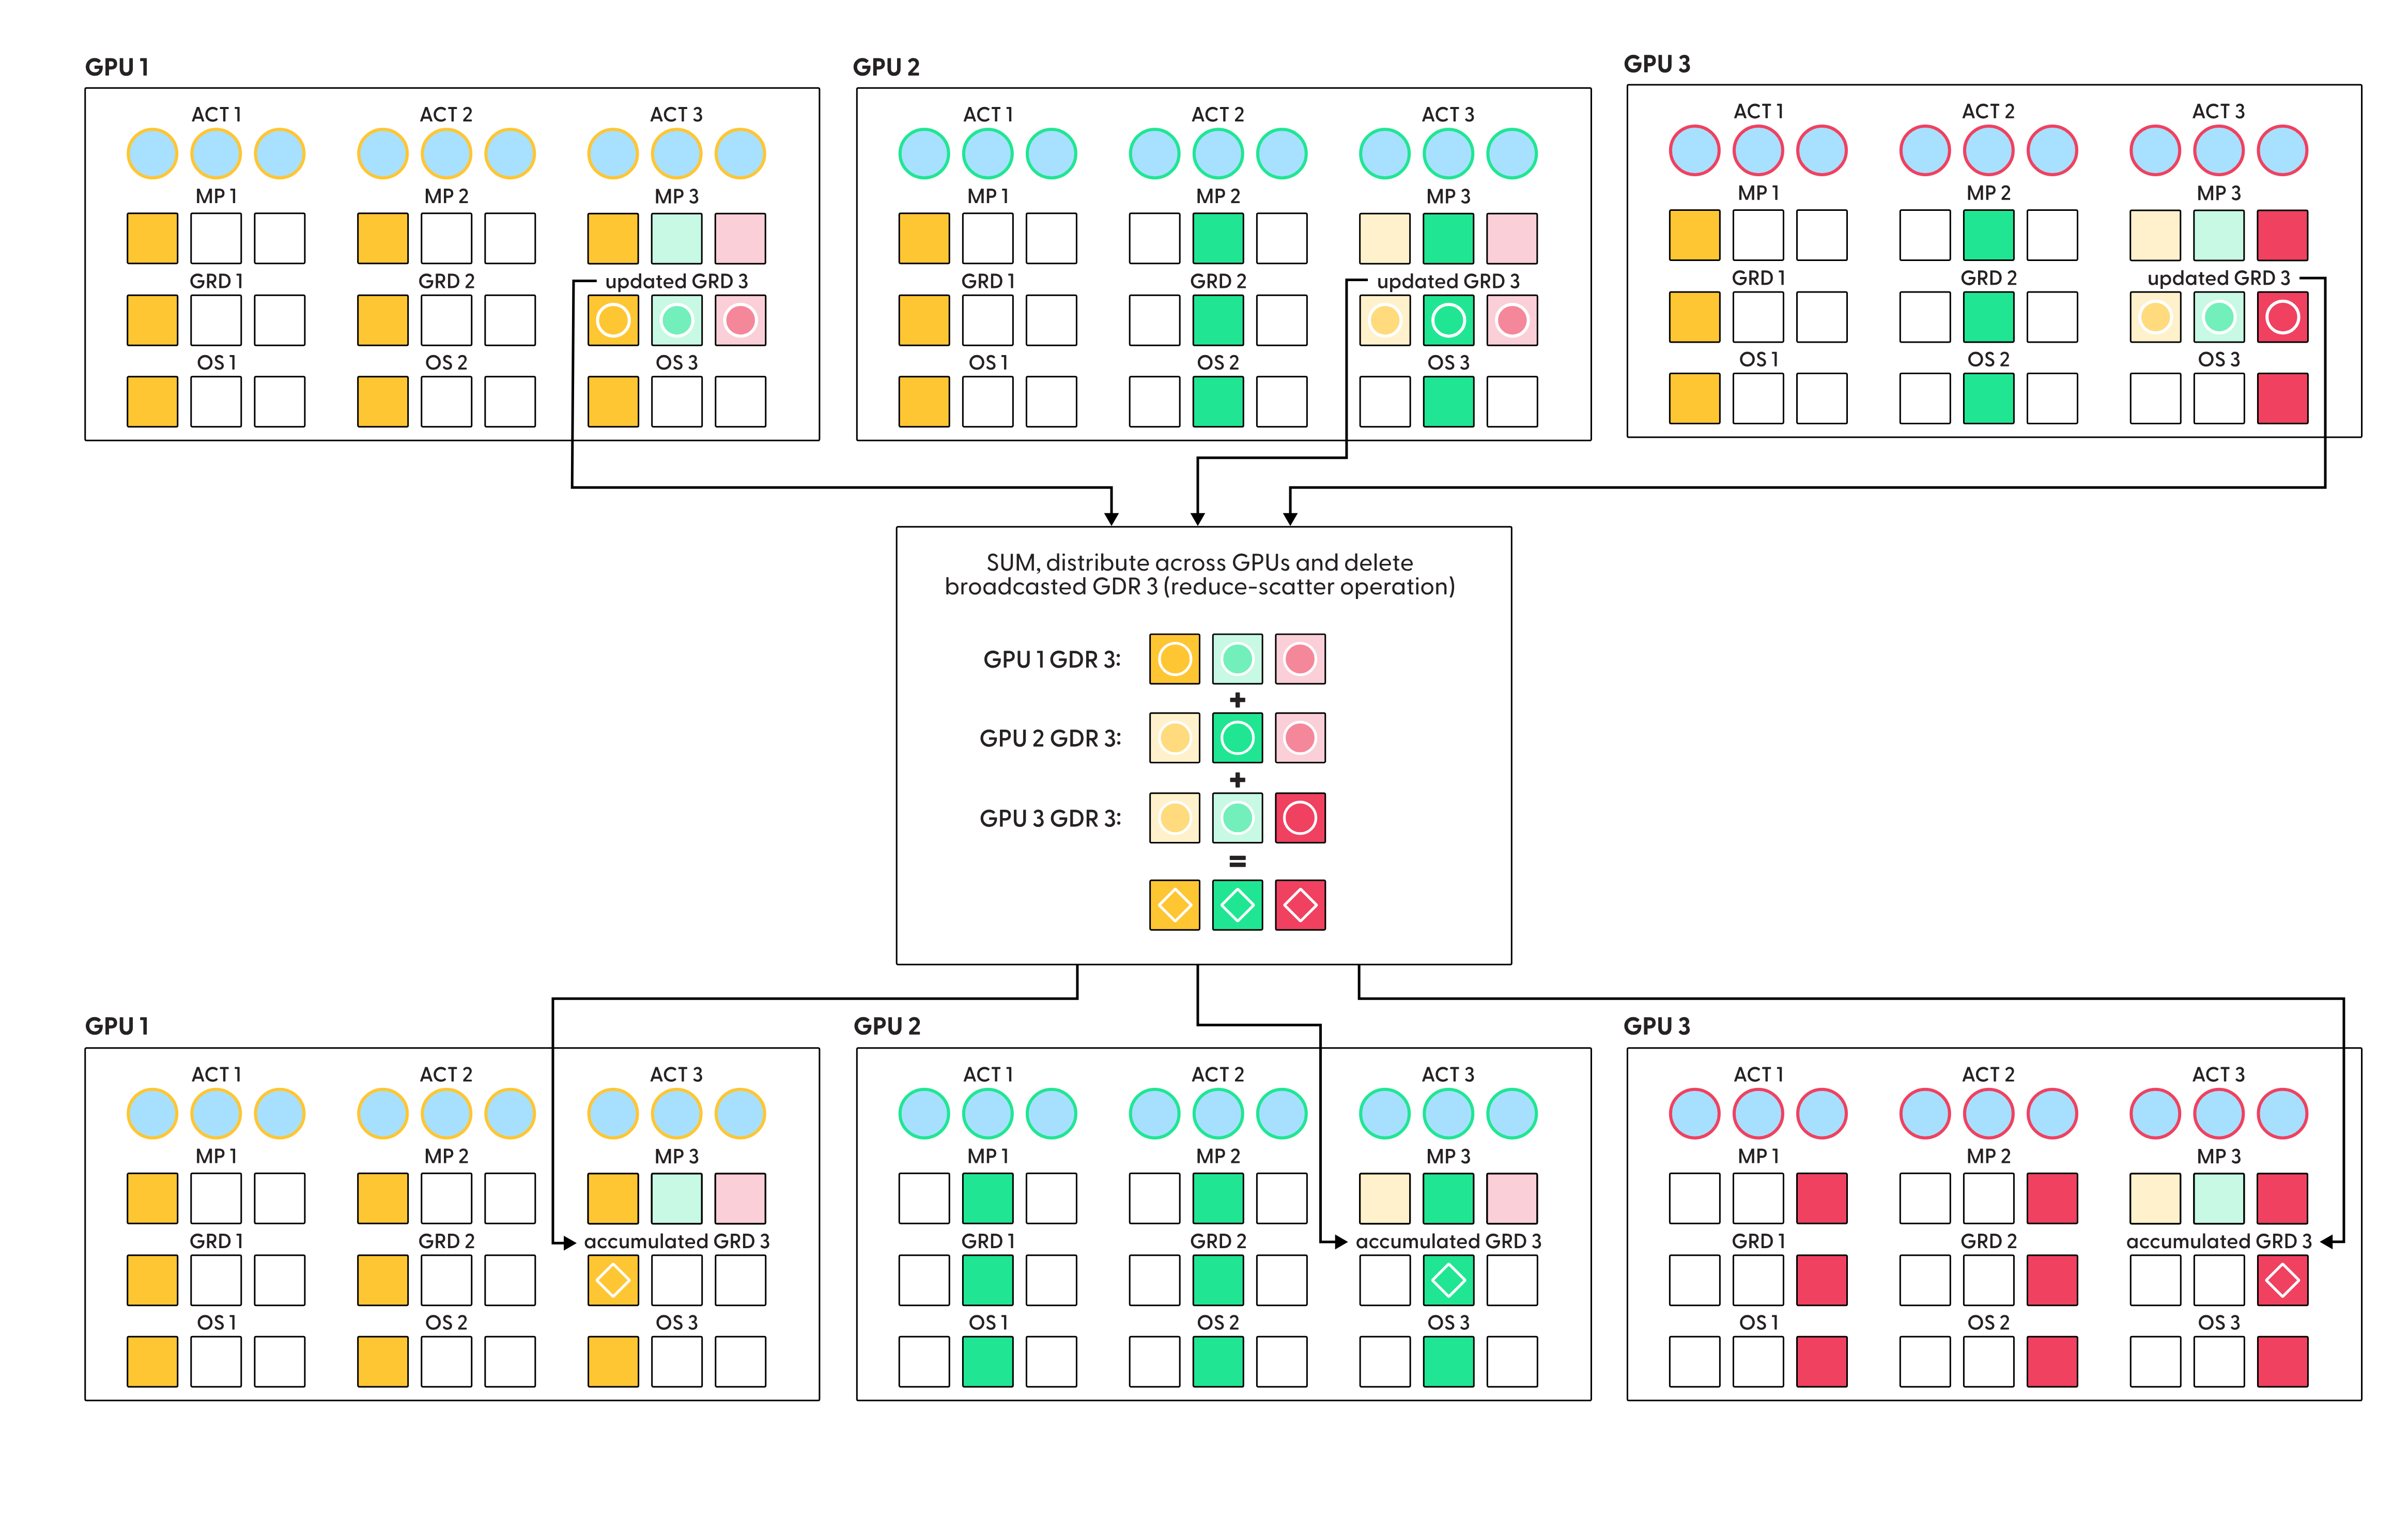 GPU 1
ACT 1 ACT 2 ACT 3
MP 1 MP 2 MP 3
GRD 1 GRD 2 updated GRD 3
OS 1 OS 2 OS 3
GPU 2
ACT 1 ACT 2 ACT 3
MP 1 MP 2 MP 3
GRD 1 GRD 2 updated GRD 3
OS 1 OS 2 OS 3
GPU 3
ACT 1 ACT 2 ACT 3
MP 1 MP 2 MP 3
GRD 1 GRD 2 updated GRD 3
OS 1 OS 2 OS 3
SUM, distribute across GPUs and delete
broadcasted GDR 3 (reduce-scatter operation)
GPU 1 GDR 3:
+
GPU 2 GDR 3:
+
GPU 3 GDR 3:
=
GPU 1
ACT 1 ACT 2 ACT 3
MP 1 MP 2 MP 3
GRD 1 GRD 2 accumulated GRD 3
OS 1 OS 2 OS 3
GPU 2
ACT 1 ACT 2 ACT 3
MP 1 MP 2 MP 3
GRD 1 GRD 2 accumulated GRD 3
OS 1 OS 2 OS 3
GPU 3
ACT 1 ACT 2 ACT 3
MP 1 MP 2 MP 3
GRD 1 GRD 2 accumulated GRD 3
OS 1 OS 2 OS 3